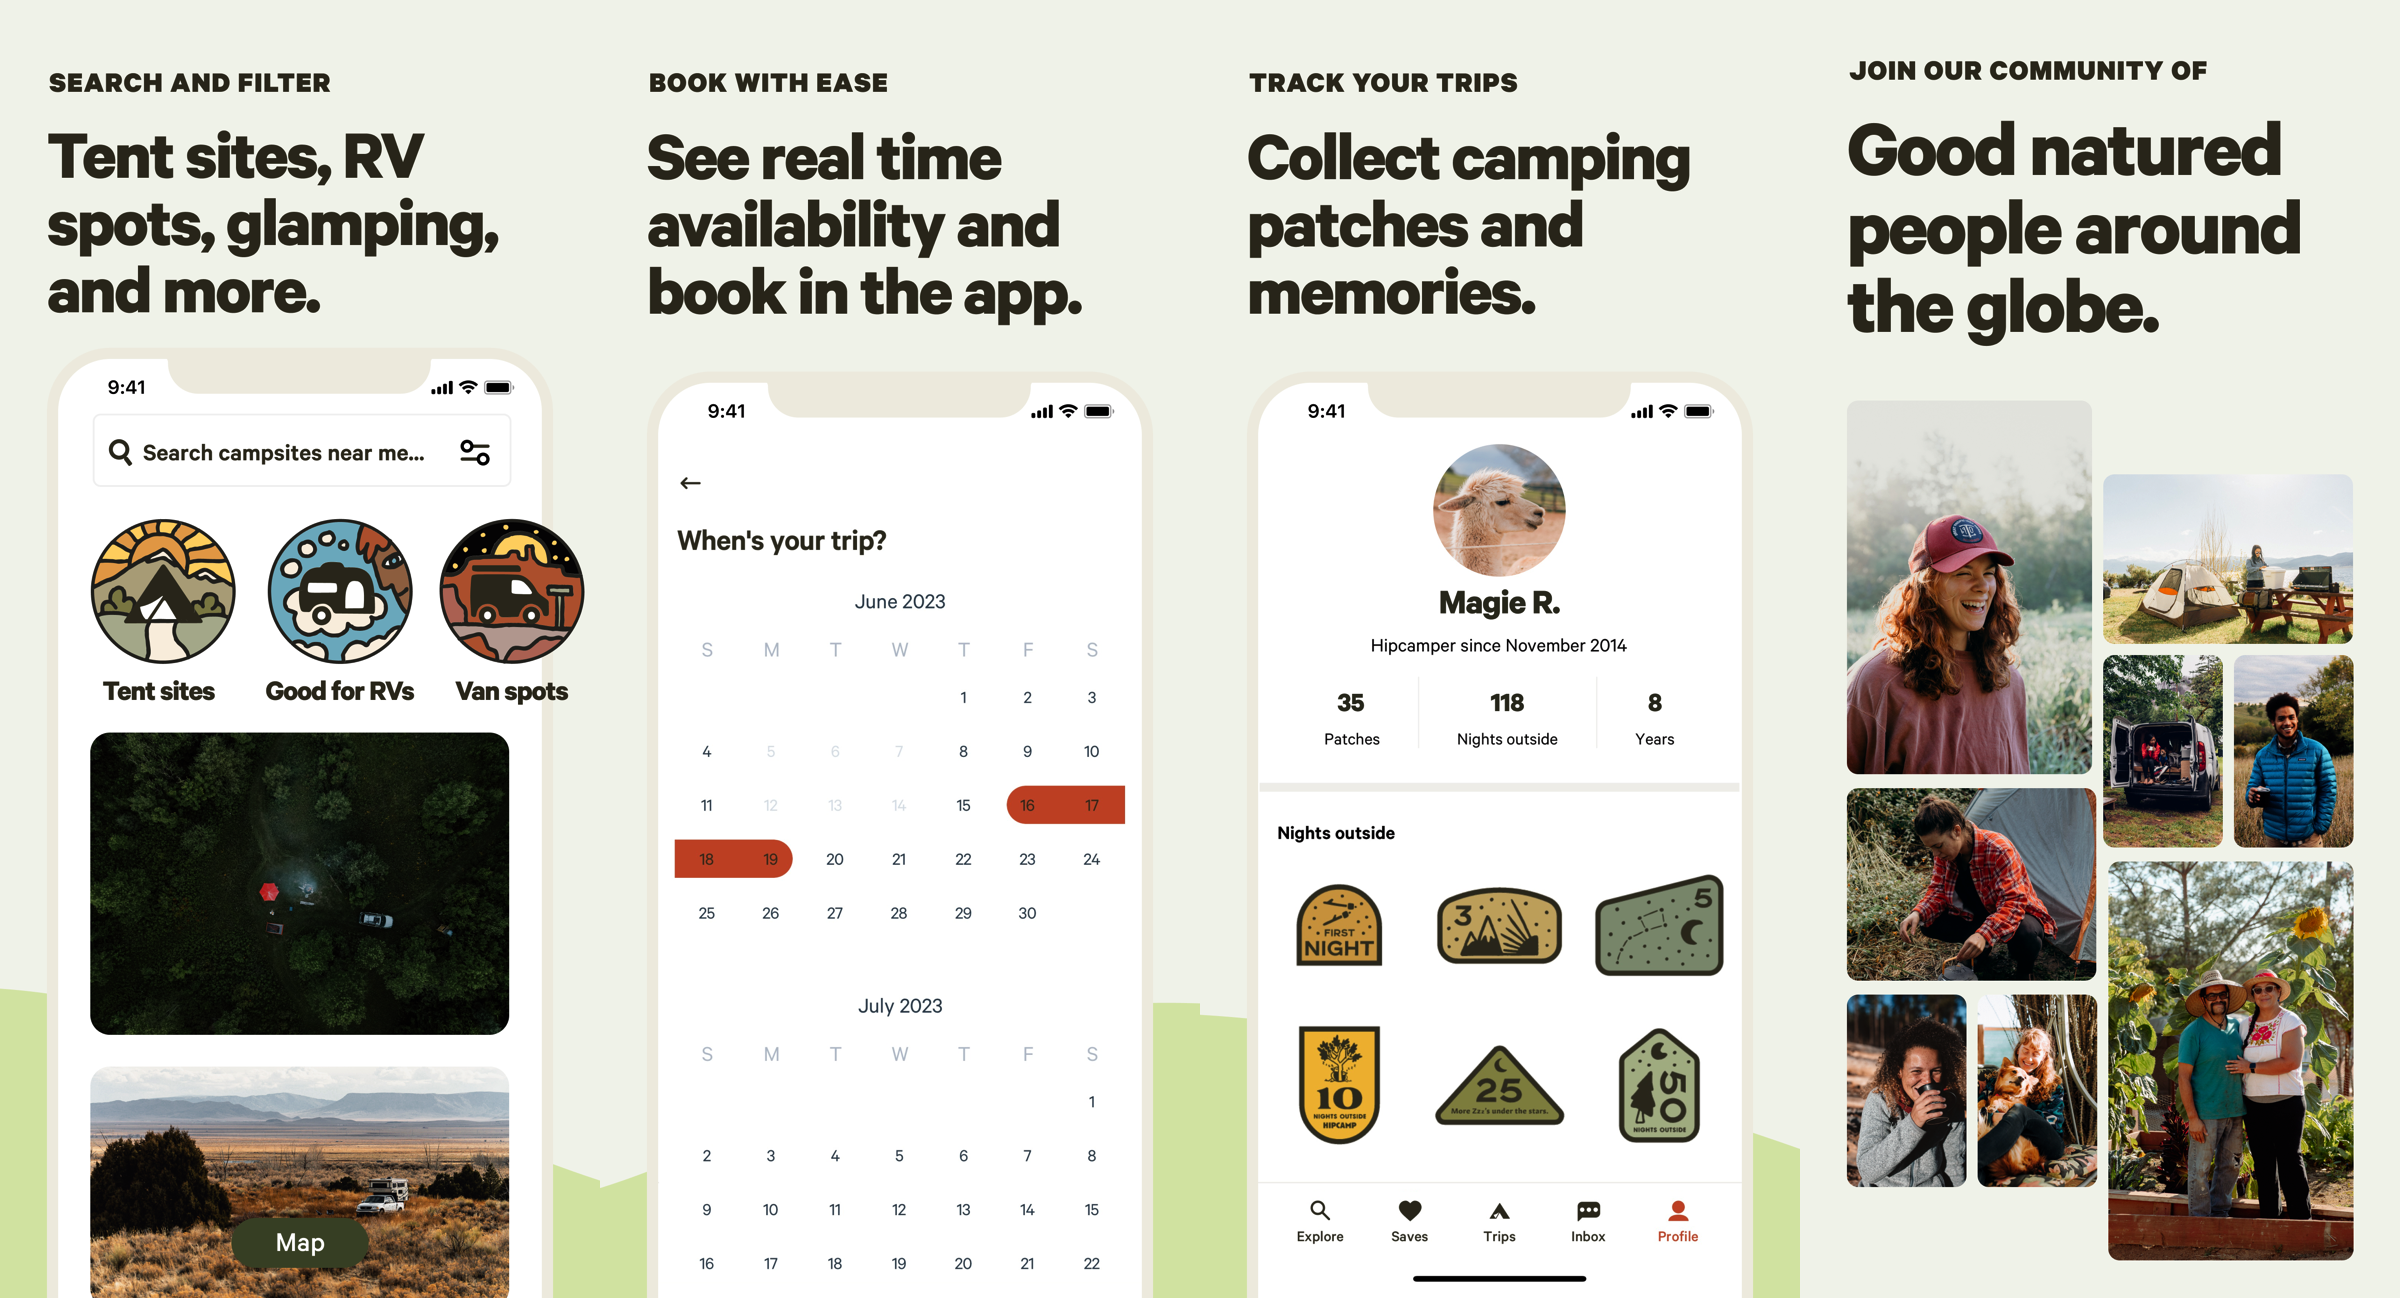 SEARCH AND FILTER
Tent sites, RV
spots, glamping,
and more.
9:41
Search campsites near me...
Tent sites
Good for RVs
Van spots
Map
BOOK WITH EASE
See real time
availability and
book in the app.
9:41
When's your trip?
June 2023
S M T W T F S
1 2 3
4 5 6 7 8 9 10
11 12 13 14 15 16 17
18 19 20 21 22 23 24
25 26 27 28 29 30
July 2023
S M T W T F S
1
2 3 4 5 6 7 8
9 10 11 12 13 14 15
16 17 18 19 20 21 22
TRACK YOUR TRIPS
Collect camping
patches and
memories.
9:41
Magie R.
Hipcamper since November 2014
35 118 8
Patches Nights outside Years
Nights outside
FIRST
NIGHT
3
5
10
NIGHTS OUTSIDE
HIPCAMP
25
More Zzz's under the stars.
50
NIGHTS OUTSIDE
Explore Saves Trips Inbox Profile
JOIN OUR COMMUNITY OF
Good natured
people around
the globe.